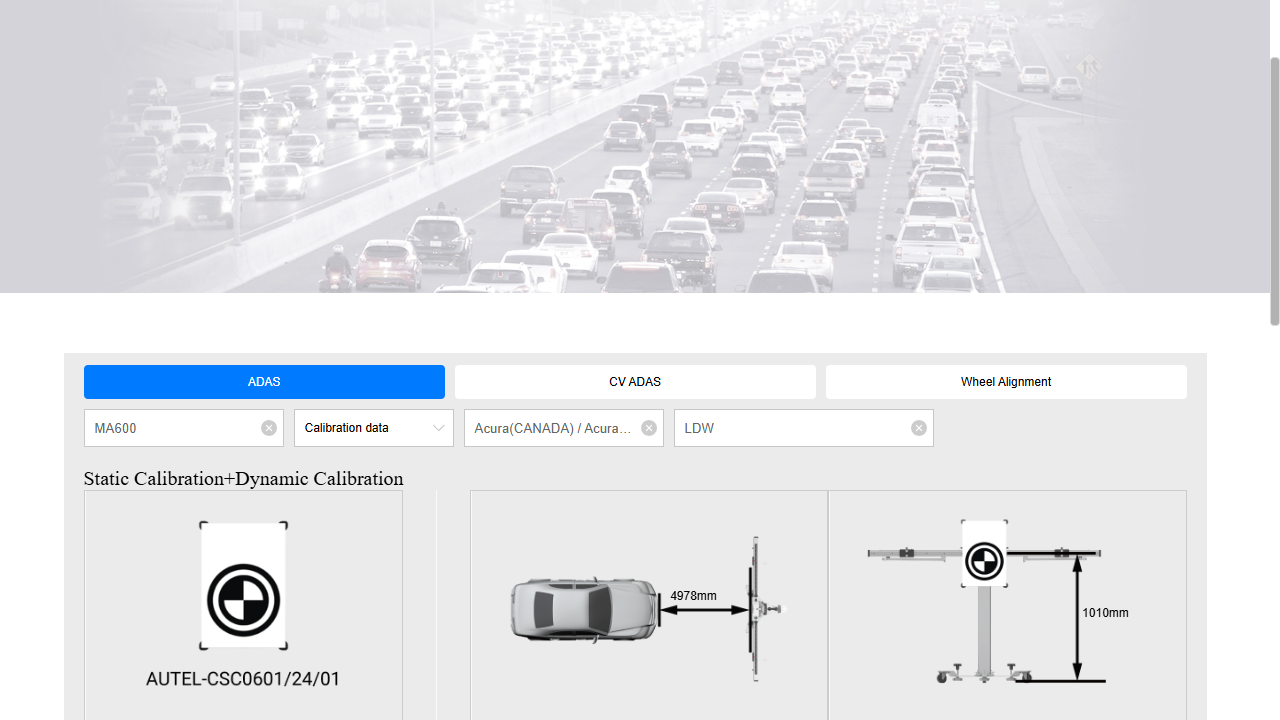 ADAS
CV ADAS
Wheel Alignment
MA600
Calibration data
Acura(CANADA) / Acura...
LDW
Static Calibration+Dynamic Calibration
AUTEL-CSC0601/24/01
4978mm
1010mm